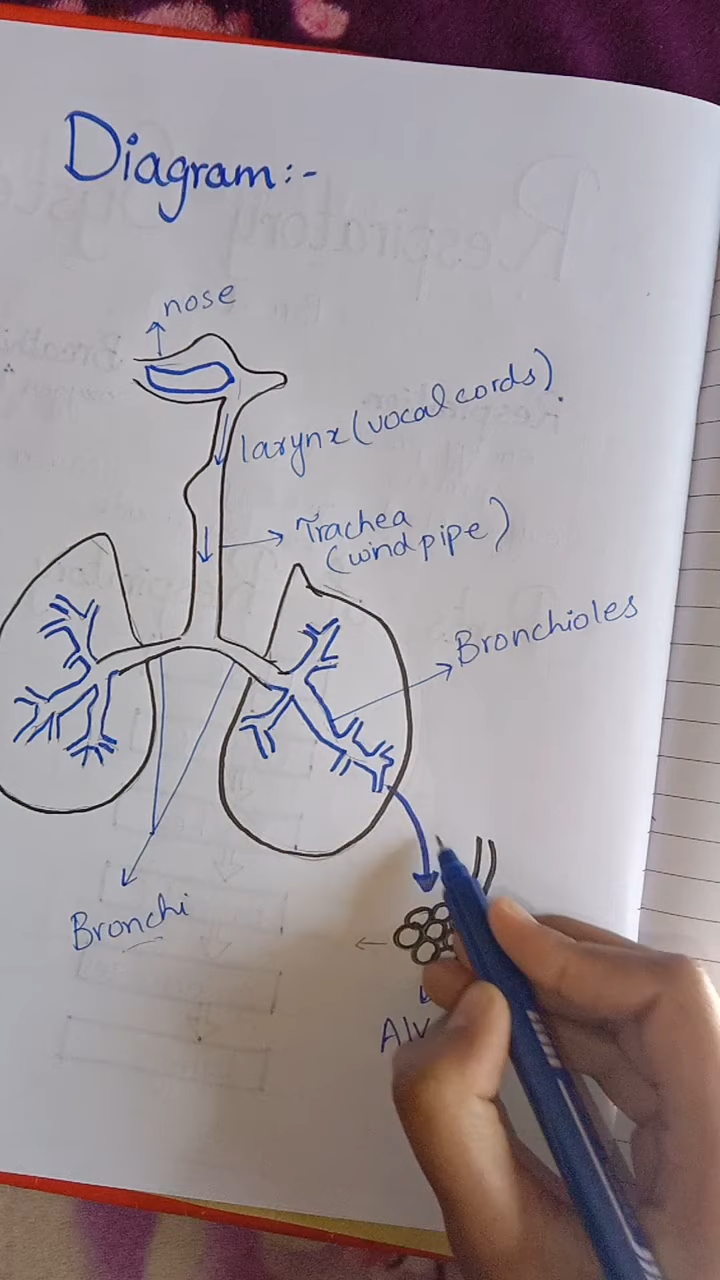 Diagram:-
nose
larynx (vocal cords).
Trachea
(wind pipe)
Bronchioles
Bronchi